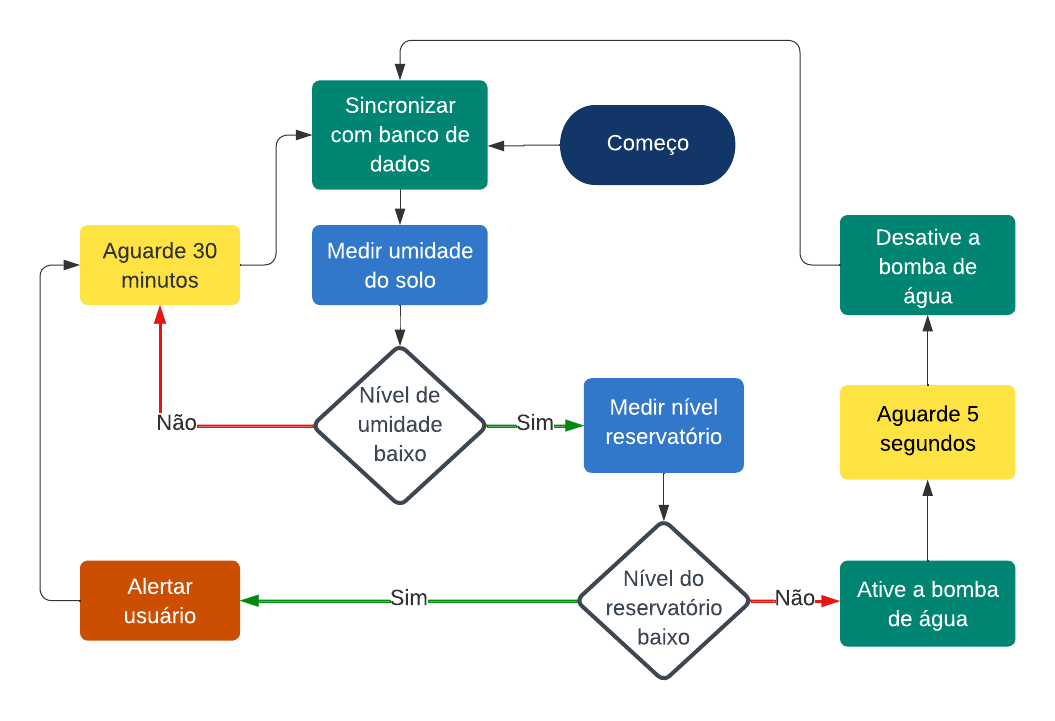 Sincronizar
com banco de
dados
Começo
Medir umidade
do solo
Aguarde 30
minutos
Desative a
bomba de
água
Nível de
umidade
baixo
Não
Sim
Medir nível
reservatório
Aguarde 5
segundos
Alertar
usuário
Sim
Nível do
reservatório
baixo
Não
Ative a bomba
de água